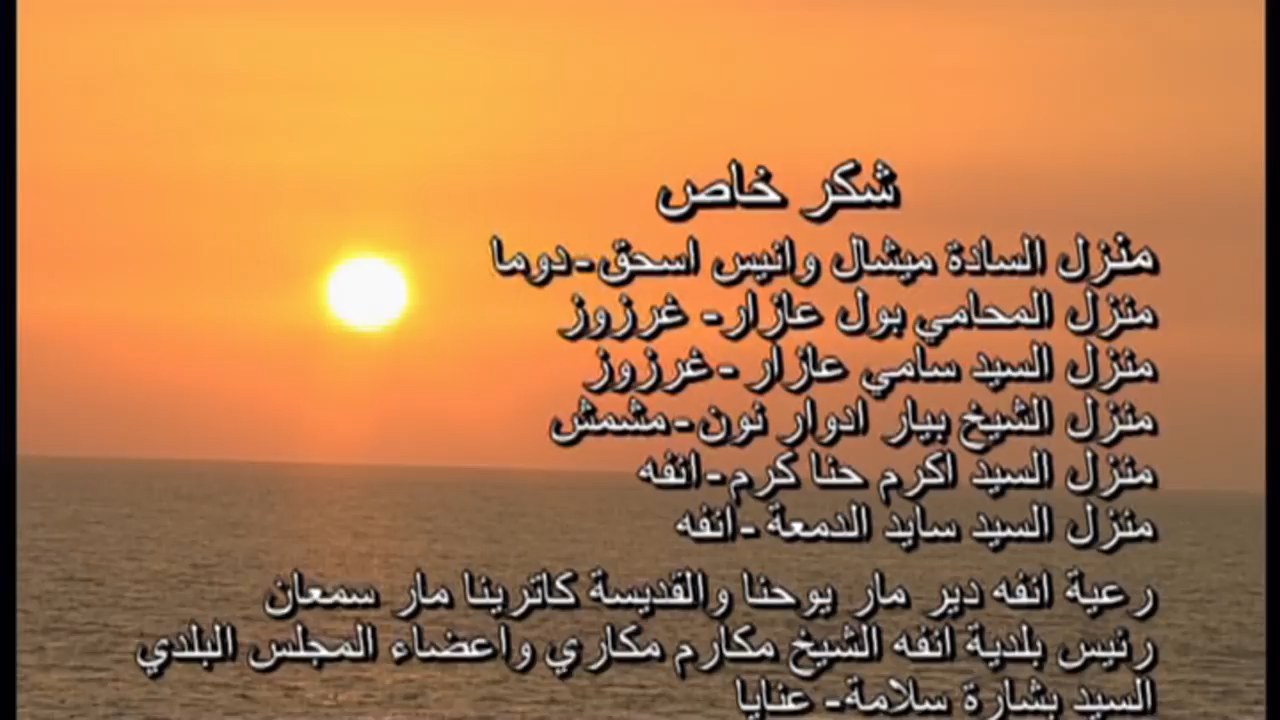 شكر خاص
منزل السادة ميشال وانيس اسحق-دوما
منزل المحامي بول عازار- غرزوز
منزل السيد سامي عازار -غرزوز
منزل الشيخ بيار ادوار نون-مشمش
منزل السيد اكرم حنا كرم-انفه
منزل السيد سايد الدمعة-انفه
رعية انفه دير مار يوحنا والقديسة كاترينا مار سمعان
رئيس بلدية انفه الشيخ مكارم مكاري واعضاء المجلس البلدي
السيد بشارة سلامة- عنايا